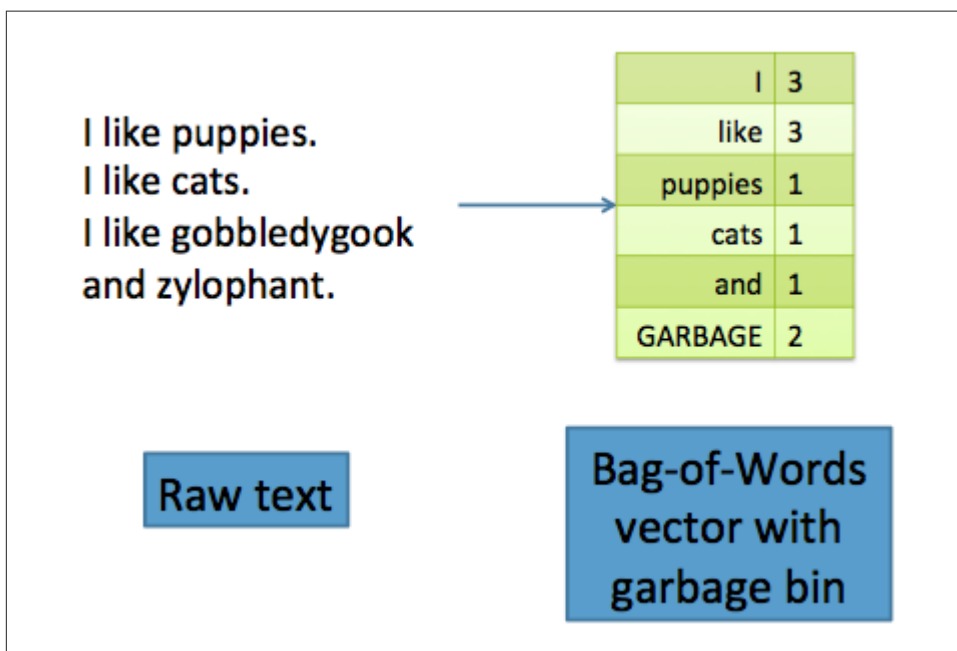 I like puppies.
I like cats.
I like gobbledygook
and zylophant.
I 3
like 3
puppies 1
cats 1
and 1
GARBAGE 2
Raw text
Bag-of-Words
vector with
garbage bin